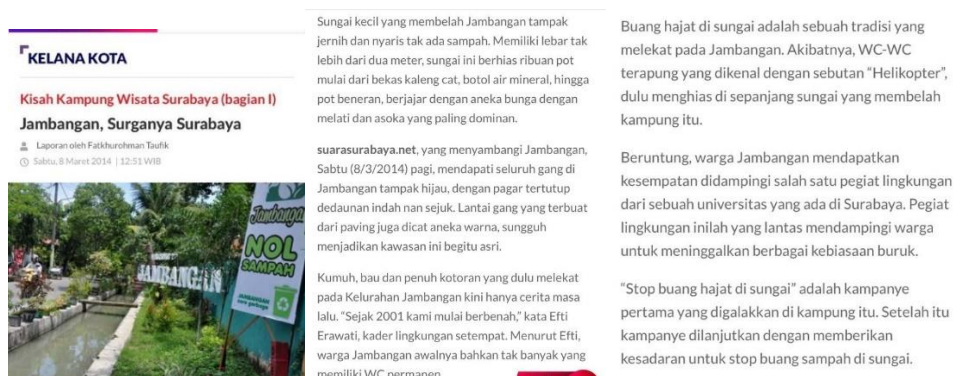 KELANA KOTA
Kisah Kampung Wisata Surabaya (bagian I)
Jambangan, Surganya Surabaya
Laporan oleh Fatkhurohman Taufik
Sabtu, 8 Maret 2014 | 12:51 WIB
Jambangan
NOL
SAMPAH
JAMBANGAN
Sungai kecil yang membelah Jambangan tampak
jernih dan nyaris tak ada sampah. Memiliki lebar tak
lebih dari dua meter, sungai ini berhias ribuan pot
mulai dari bekas kaleng cat, botol air mineral, hingga
pot beneran, berjajar dengan aneka bunga dengan
melati dan asoka yang paling dominan.
suarasurabaya.net, yang menyambangi Jambangan,
Sabtu (8/3/2014) pagi, mendapati seluruh gang di
Jambangan tampak hijau, dengan pagar tertutup
dedaunan indah nan sejuk. Lantai gang yang terbuat
dari paving juga dicat aneka warna, sungguh
menjadikan kawasan ini begitu asri.
Kumuh, bau dan penuh kotoran yang dulu melekat
pada Kelurahan Jambangan kini hanya cerita masa
lalu. “Sejak 2001 kami mulai berbenah,” kata Efti
Erawati, kader lingkungan setempat. Menurut Efti,
warga Jambangan awalnya bahkan tak banyak yang
memiliki WC permanen
Buang hajat di sungai adalah sebuah tradisi yang
melekat pada Jambangan. Akibatnya, WC-WC
terapung yang dikenal dengan sebutan “Helikopter”,
dulu menghias di sepanjang sungai yang membelah
kampung itu.
Beruntung, warga Jambangan mendapatkan
kesempatan didampingi salah satu pegiat lingkungan
dari sebuah universitas yang ada di Surabaya. Pegiat
lingkungan inilah yang lantas mendampingi warga
untuk meninggalkan berbagai kebiasaan buruk.
“Stop buang hajat di sungai” adalah kampanye
pertama yang digalakkan di kampung itu. Setelah itu
kampanye dilanjutkan dengan memberikan
kesadaran untuk stop buang sampah di sungai.